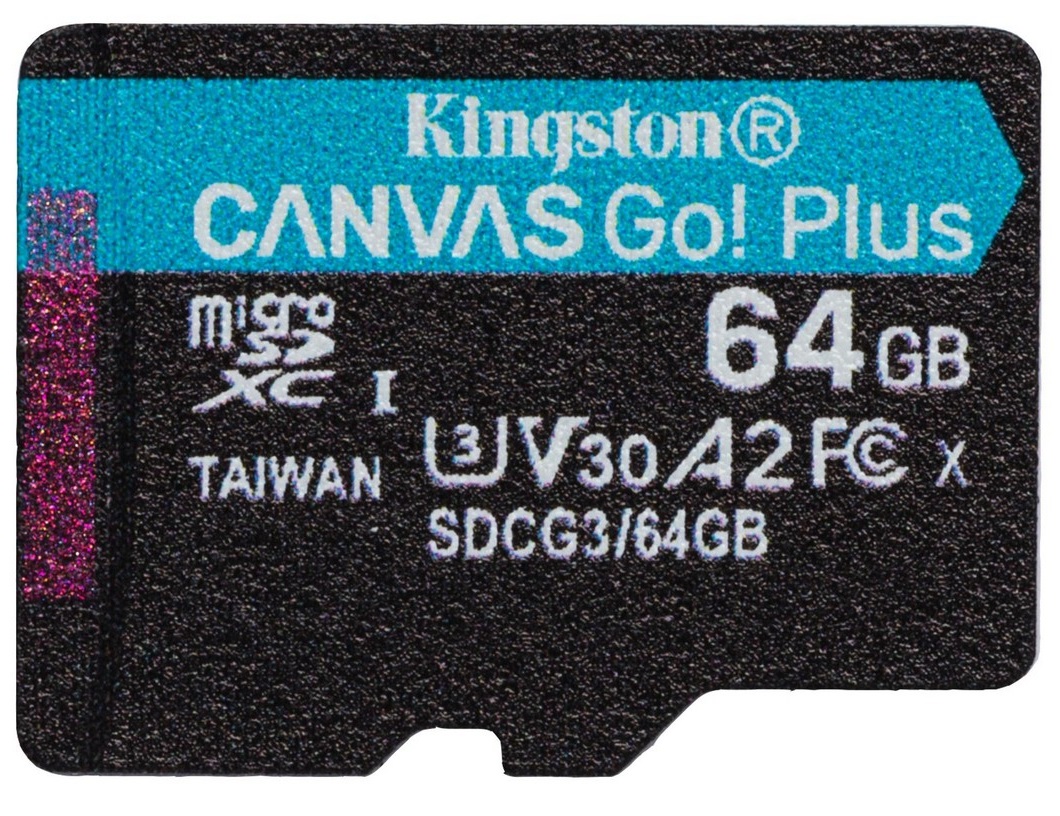 Kingston®
CANVAS Go! Plus
micro
SD
XC I
64GB
TAIWAN
U3 V30 A2 FC X
SDCG3/64GB